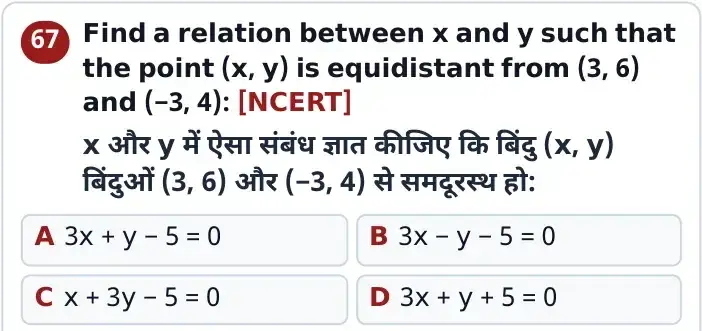 67 Find a relation between x and y such that
the point (x, y) is equidistant from (3, 6)
and (−3, 4): [NCERT]
x और y में ऐसा संबंध ज्ञात कीजिए कि बिंदु (x, y)
बिंदुओं (3, 6) और (−3, 4) से समदूरस्थ हो:
A 3x + y − 5 = 0 B 3x − y − 5 = 0
C x + 3y − 5 = 0 D 3x + y + 5 = 0